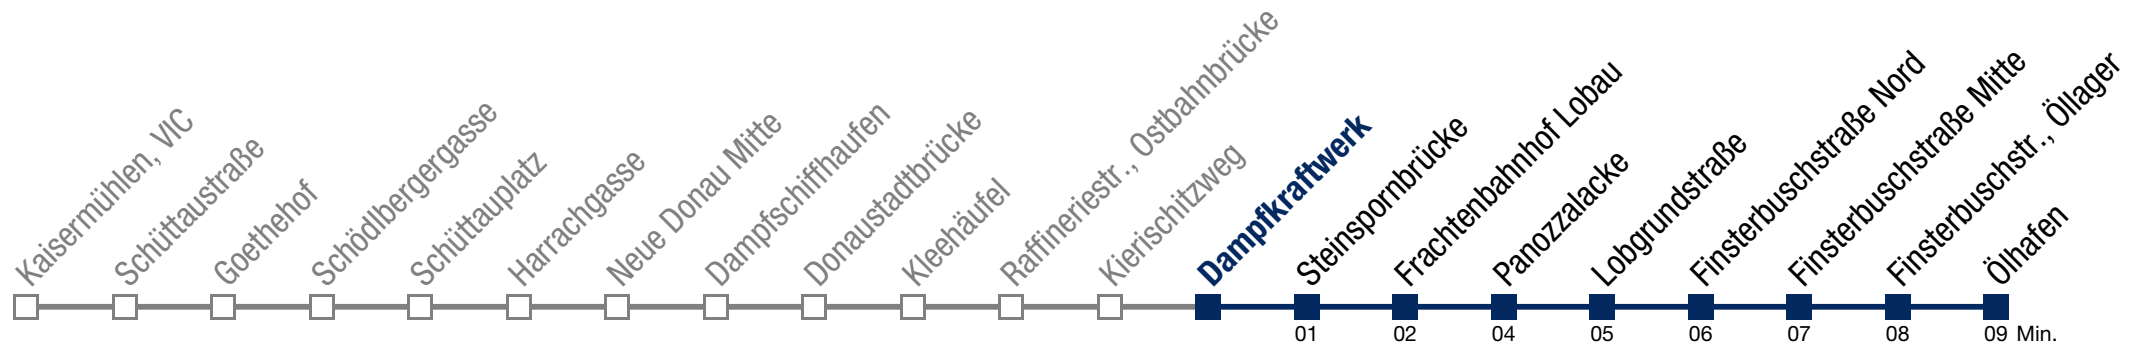 Kaisermühlen, VIC
Schüttaustraße
Goethehof
Schödlbergergasse
Schüttauplatz
Harrachgasse
Neue Donau Mitte
Dampfschiffhaufen
Donaustadtbrücke
Kleehäufel
Raffineriestr., Ostbahnbrücke
Kierischitzweg
Dampfkraftwerk
Steinspornbrücke
Frachtenbahnhof Lobau
Panozzalacke
Lobgrundstraße
Finsterbuschstraße Nord
Finsterbuschstraße Mitte
Finsterbuschstr., Öllager
Ölhafen
01 02 04 05 06 07 08 09 Min.